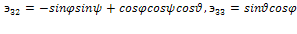 э₃₂ = −sinφsinψ + cosφcosψcosϑ, э₃₃ = sinϑcosφ